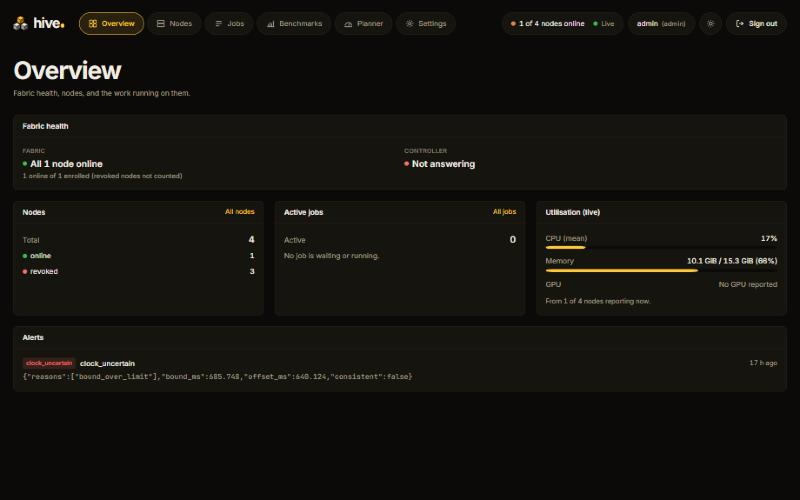 hive.
Overview
Nodes
Jobs
Benchmarks
Planner
Settings
1 of 4 nodes online
Live
admin (admin)
Sign out
Overview
Fabric health, nodes, and the work running on them.
Fabric health
FABRIC
All 1 node online
1 online of 1 enrolled (revoked nodes not counted)
CONTROLLER
Not answering
Nodes
All nodes
Total 4
online 1
revoked 3
Active jobs
All jobs
Active 0
No job is waiting or running.
Utilisation (live)
CPU (mean) 17%
Memory 10.1 GiB / 15.3 GiB (66%)
GPU No GPU reported
From 1 of 4 nodes reporting now.
Alerts
clock_uncertain clock_uncertain 17 h ago
{"reasons":["bound_over_limit"],"bound_ms":685.748,"offset_ms":640.124,"consistent":false}